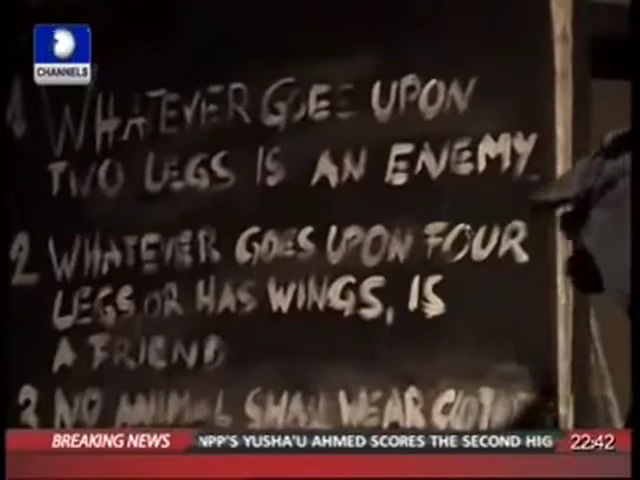 CHANNELS
1 WHATEVER GOES UPON
TWO LEGS IS AN ENEMY
2 WHATEVER GOES UPON FOUR
LEGS, OR HAS WINGS, IS
A FRIEND
3 NO ANIMAL SHALL WEAR
BREAKING NEWS NPP'S YUSHA'U AHMED SCORES THE SECOND HIG 22:42